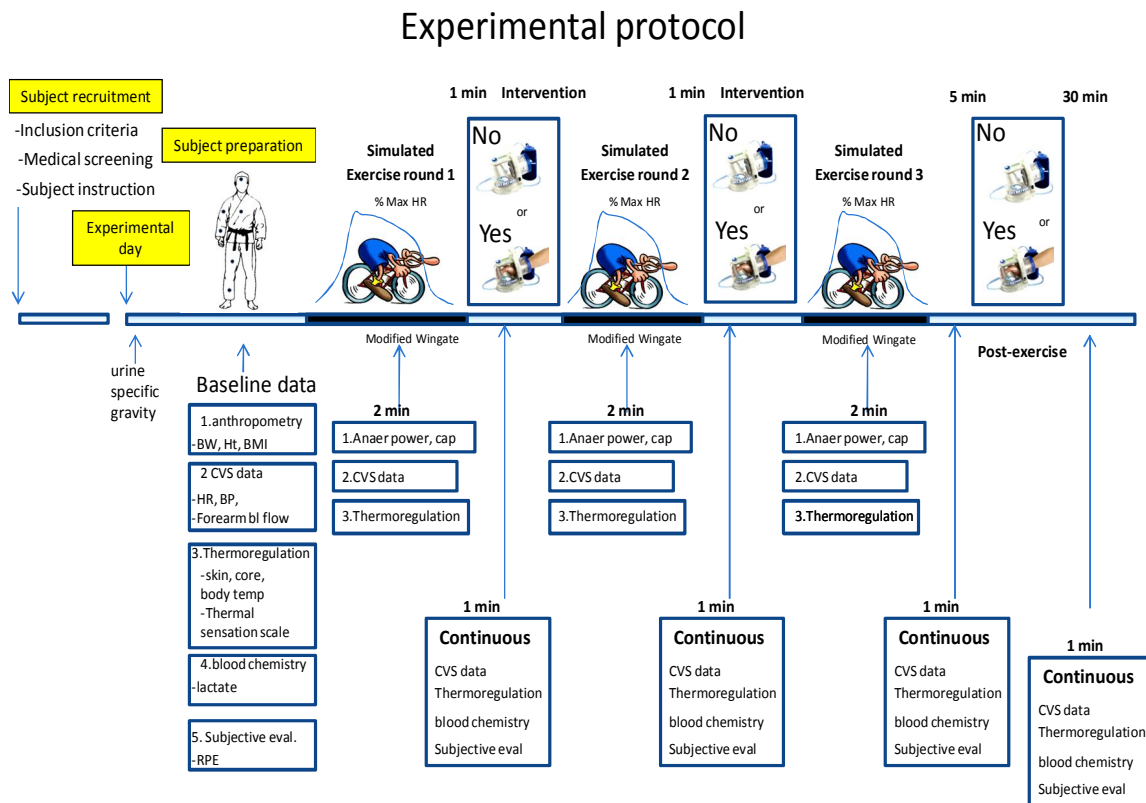 Experimental protocol
Subject recruitment
-Inclusion criteria
-Medical screening
-Subject instruction
Experimental
day
Subject preparation
Simulated
Exercise round 1
% Max HR
1 min Intervention
No
or
Yes
Simulated
Exercise round 2
% Max HR
1 min Intervention
No
or
Yes
Simulated
Exercise round 3
% Max HR
5 min
30 min
No
or
Yes
Modified Wingate
Modified Wingate
Modified Wingate
Post-exercise
urine
specific
gravity
Baseline data
1.anthropometry
-BW, Ht, BMI
2 CVS data
-HR, BP,
-Forearm bl flow
3.Thermoregulation
-skin, core,
body temp
-Thermal
sensation scale
4.blood chemistry
-lactate
5. Subjective eval.
-RPE
2 min
1.Anaer power, cap
2.CVS data
3.Thermoregulation
2 min
1.Anaer power, cap
2.CVS data
3.Thermoregulation
2 min
1.Anaer power, cap
2.CVS data
3.Thermoregulation
1 min
Continuous
CVS data
Thermoregulation
blood chemistry
Subjective eval
1 min
Continuous
CVS data
Thermoregulation
blood chemistry
Subjective eval
1 min
Continuous
CVS data
Thermoregulation
blood chemistry
Subjective eval
1 min
Continuous
CVS data
Thermoregulation
blood chemistry
Subjective eval